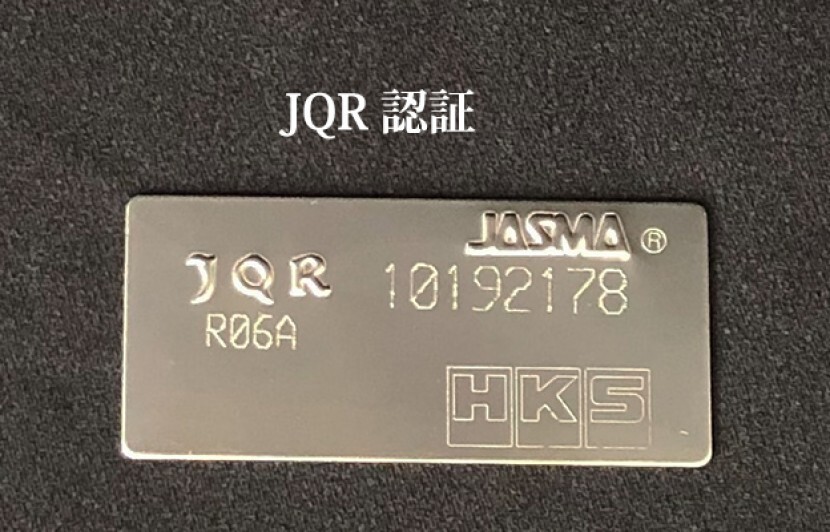 JQR 認証
JASMA ®
JQR 10192178
R06A
HKS